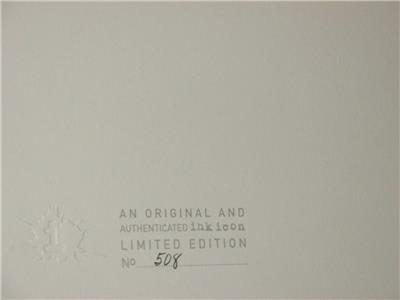 AN ORIGINAL AND
AUTHENTICATED ink icon
LIMITED EDITION
No 508